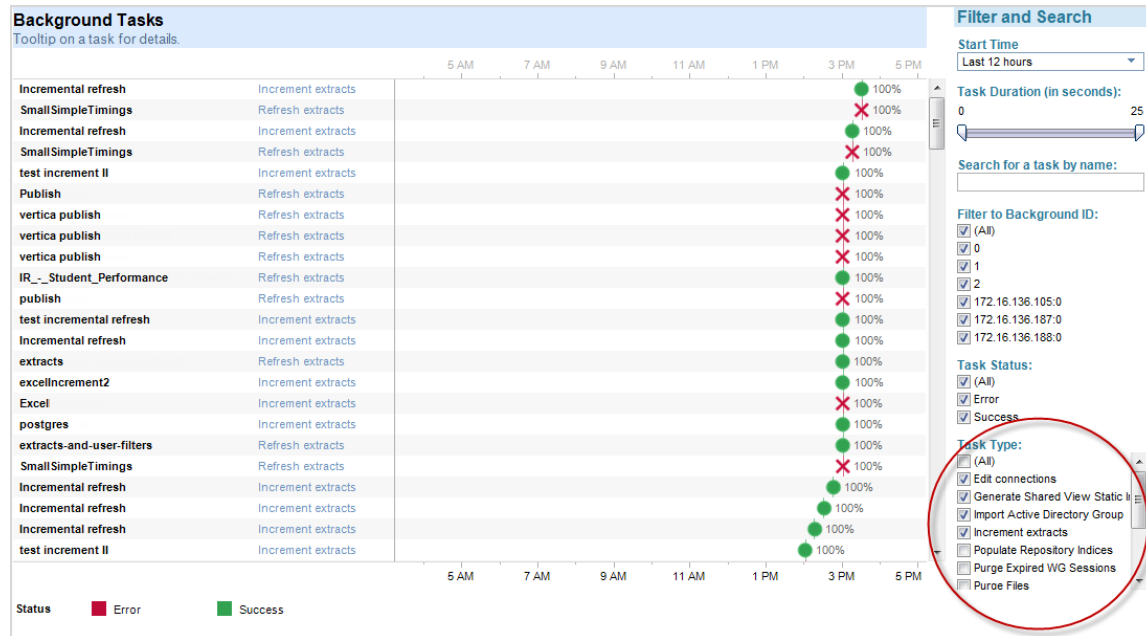 Background Tasks
Tooltip on a task for details.
5 AM 7 AM 9 AM 11 AM 1 PM 3 PM 5 PM
Incremental refresh Increment extracts 100%
SmallSimpleTimings Refresh extracts 100%
Incremental refresh Increment extracts 100%
SmallSimpleTimings Refresh extracts 100%
test increment II Increment extracts 100%
Publish Refresh extracts 100%
vertica publish Refresh extracts 100%
vertica publish Refresh extracts 100%
vertica publish Refresh extracts 100%
IR_-_Student_Performance Refresh extracts 100%
publish Refresh extracts 100%
test incremental refresh Increment extracts 100%
Incremental refresh Increment extracts 100%
extracts Refresh extracts 100%
excelIncrement2 Increment extracts 100%
Excel Increment extracts 100%
postgres Increment extracts 100%
extracts-and-user-filters Refresh extracts 100%
SmallSimpleTimings Refresh extracts 100%
Incremental refresh Increment extracts 100%
Incremental refresh Increment extracts 100%
Incremental refresh Increment extracts 100%
test increment II Increment extracts 100%
5 AM 7 AM 9 AM 11 AM 1 PM 3 PM 5 PM
Status Error Success
Filter and Search
Start Time
Last 12 hours
Task Duration (in seconds):
0 25
Search for a task by name:
Filter to Background ID:
(All)
0
1
2
172.16.136.105:0
172.16.136.187:0
172.16.136.188:0
Task Status:
(All)
Error
Success
Task Type:
(All)
Edit connections
Generate Shared View Static
Import Active Directory Group
Increment extracts
Populate Repository Indices
Purge Expired WG Sessions
Purge Files